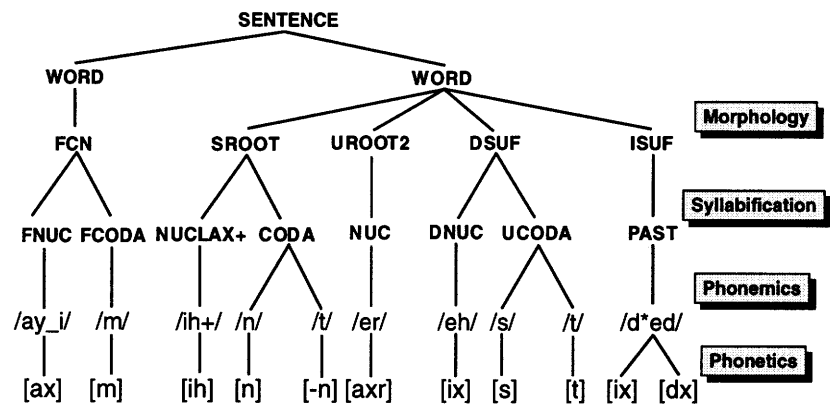 SENTENCE
WORD WORD
Morphology
FCN SROOT UROOT2 DSUF ISUF
Syllabification
FNUC FCODA NUCLAX+ CODA NUC DNUC UCODA PAST
Phonemics
/ay_i/ /m/ /ih+/ /n/ /t/ /er/ /eh/ /s/ /t/ /d*ed/
Phonetics
[ax] [m] [ih] [n] [-n] [axr] [ix] [s] [t] [ix] [dx]